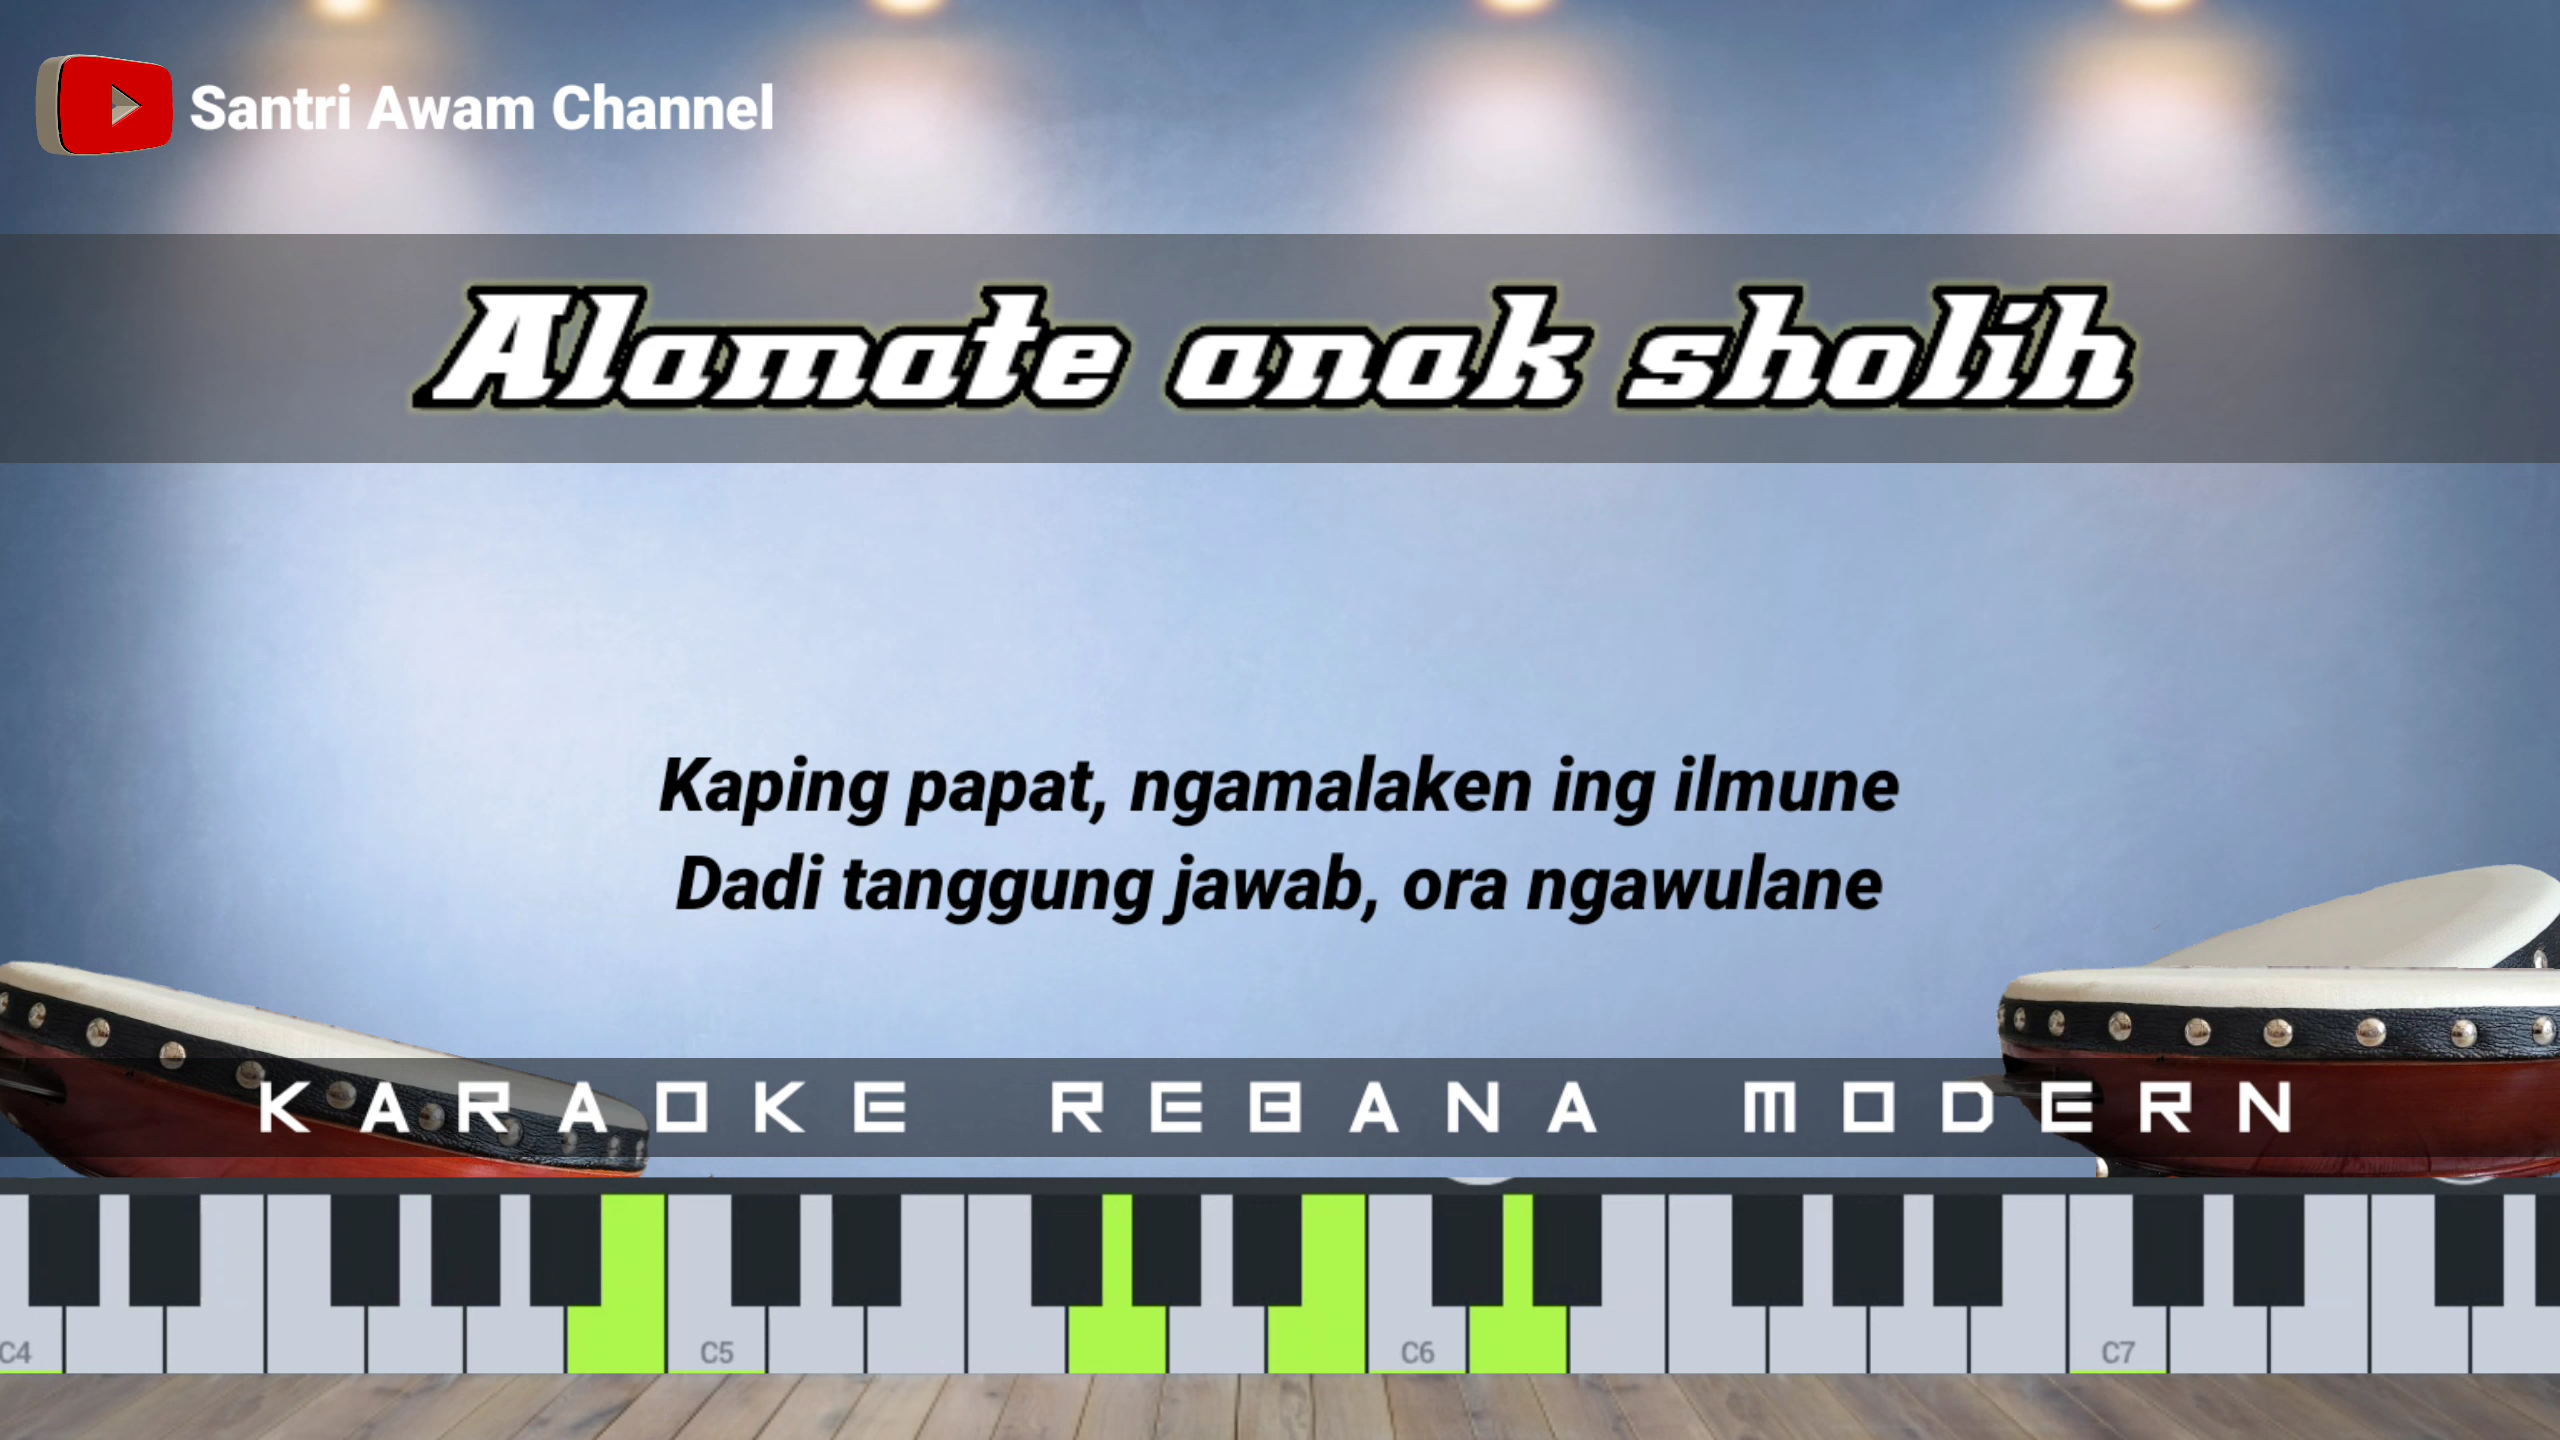 Santri Awam Channel
Alamate anak sholih
Kaping papat, ngamalaken ing ilmune
Dadi tanggung jawab, ora ngawulane
KARAOKE REBANA MODERN
C4 C5 C6 C7